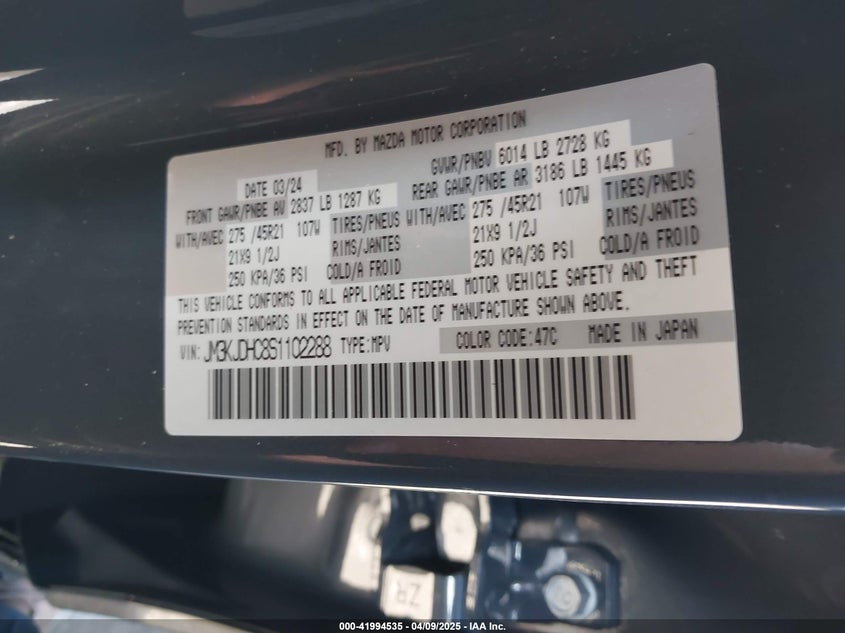 MFD. BY MAZDA MOTOR CORPORATION
DATE 03/24 GVWR/PNBV 6014 LB 2728 KG
FRONT GAWR/PNBE AV 2837 LB 1287 KG REAR GAWR/PNBE AR 3186 LB 1445 KG
WITH/AVEC 275 /45R21 107W TIRES/PNEUS WITH/AVEC 275 /45R21 107W TIRES/PNEUS
21X9 1/2J RIMS/JANTES 21X9 1/2J RIMS/JANTES
250 KPA/36 PSI COLD/A FROID 250 KPA/36 PSI COLD/A FROID
THIS VEHICLE CONFORMS TO ALL APPLICABLE FEDERAL MOTOR VEHICLE SAFETY AND THEFT
PREVENTION STANDARDS IN EFFECT ON THE DATE OF MANUFACTURE SHOWN ABOVE.
VIN: JM3KJDHC8S1102288 TYPE:MPV COLOR CODE:47C MADE IN JAPAN
ZR
000-41994535 - 04/09/2025 - IAA Inc.